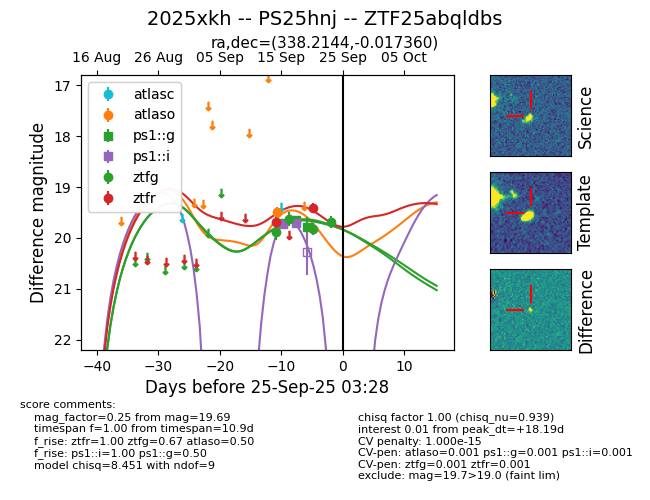 2025xkh -- PS25hnj -- ZTF25abqldbs
ra,dec=(338.2144,-0.017360)
16 Aug 26 Aug 05 Sep 15 Sep 25 Sep 05 Oct
atlasc
atlaso
ps1::g
ps1::i
ztfg
ztfr
17
18
19
20
21
22
Difference magnitude
−40 −30 −20 −10 0 10
Days before 25-Sep-25 03:28
Science
Template
Difference
score comments:
mag_factor=0.25 from mag=19.69
timespan f=1.00 from timespan=10.9d
f_rise: ztfr=1.00 ztfg=0.67 atlaso=0.50
f_rise: ps1::i=1.00 ps1::g=0.50
model chisq=8.451 with ndof=9
chisq factor 1.00 (chisq_nu=0.939)
interest 0.01 from peak_dt=+18.19d
CV penalty: 1.000e-15
CV-pen: atlaso=0.001 ps1::g=0.001 ps1::i=0.001
CV-pen: ztfg=0.001 ztfr=0.001
exclude: mag=19.7>19.0 (faint lim)